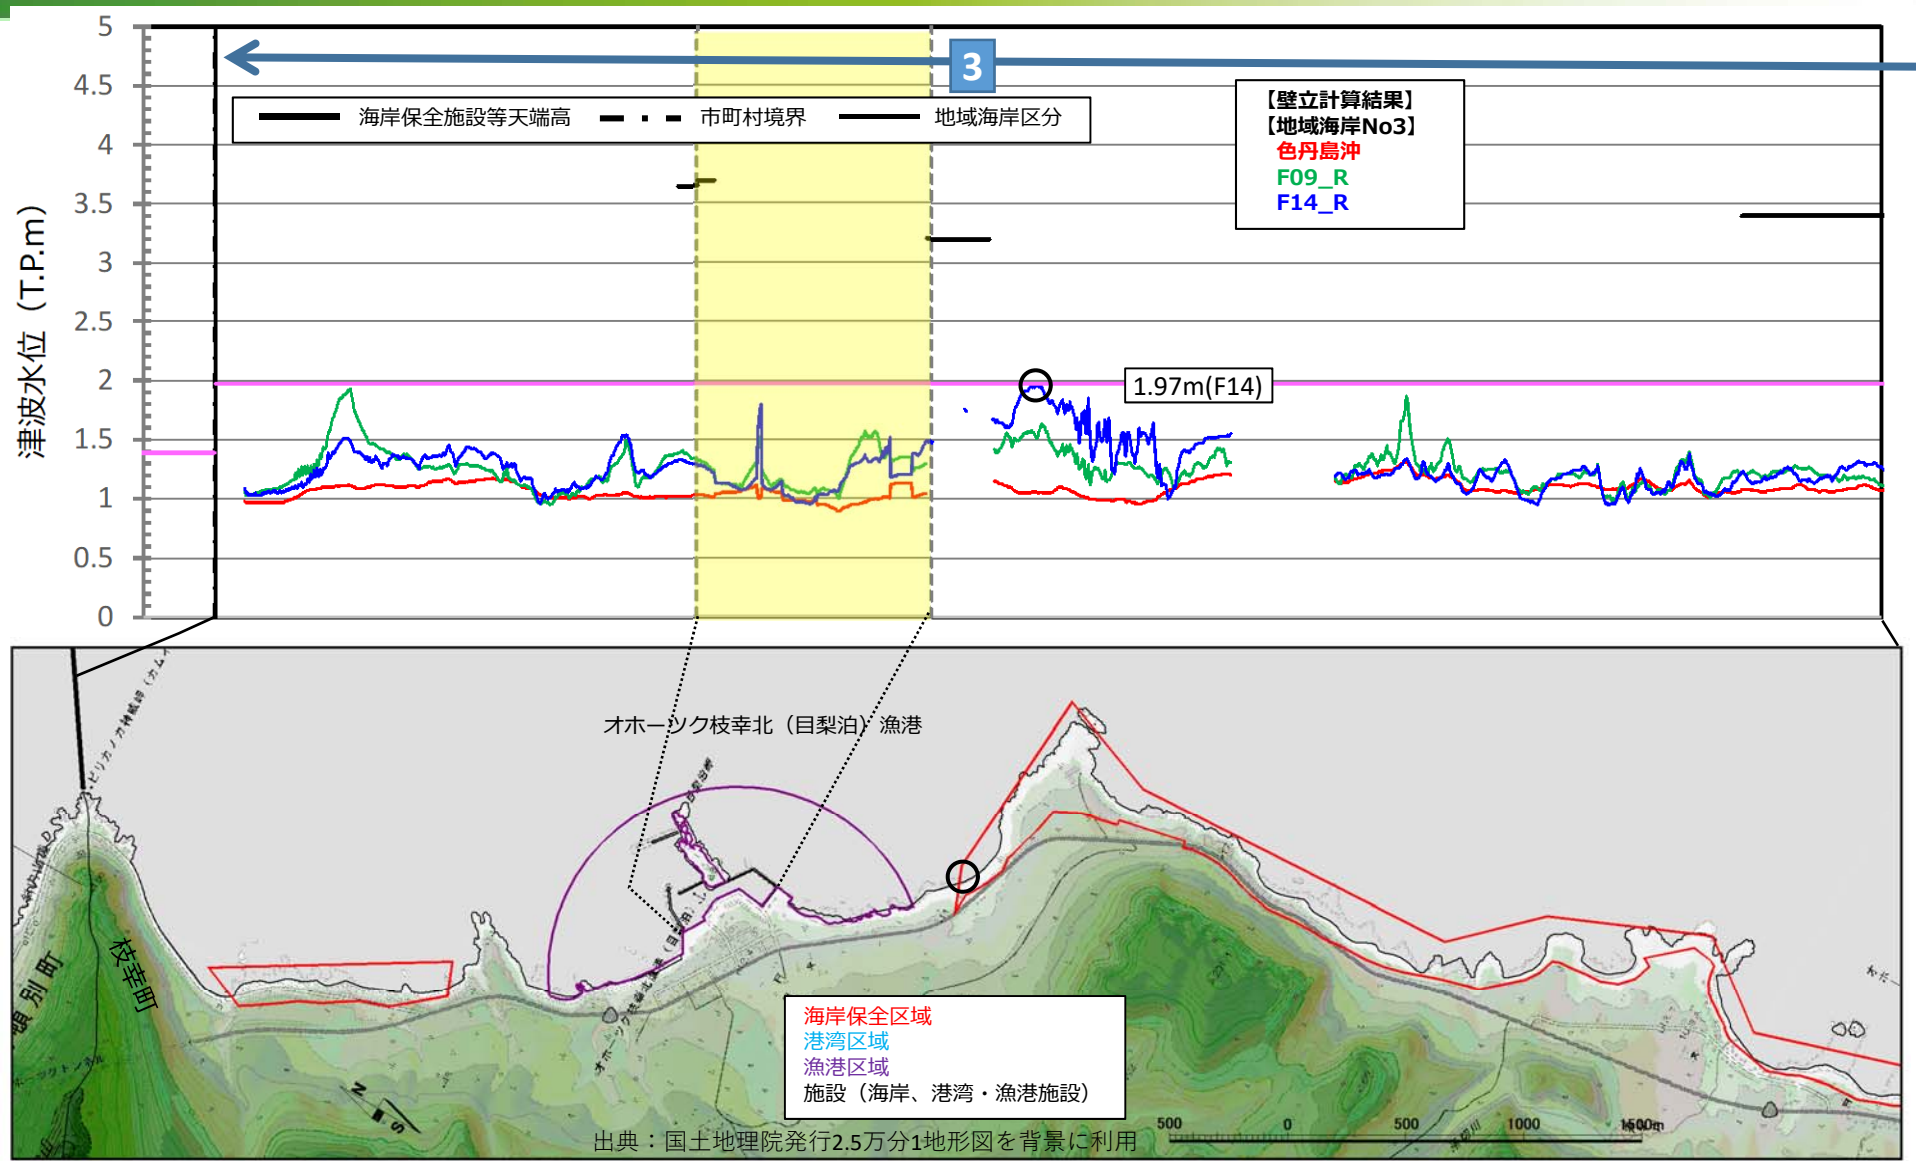 5
4.5
4
3.5
3
2.5
2
1.5
1
0.5
0
津波水位（T.P.m）
3
海岸保全施設等天端高
市町村境界
地域海岸区分
【壁立計算結果】
【地域海岸No3】
色丹島沖
F09_R
F14_R
1.97m(F14)
オホーツク枝幸北（目梨泊）漁港
頓別町
枝幸町
N
S
海岸保全区域
港湾区域
漁港区域
施設（海岸、港湾・漁港施設）
出典：国土地理院発行2.5万分1地形図を背景に利用
500
0
500
1000
1500m